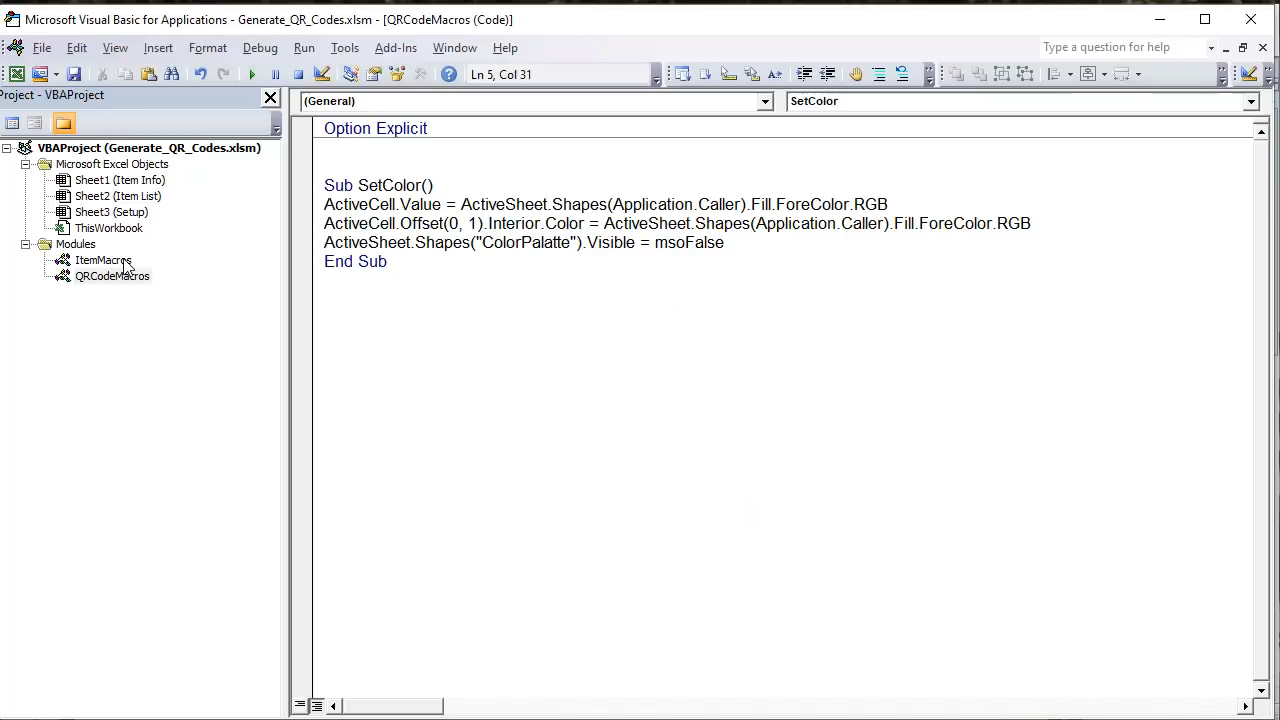 Microsoft Visual Basic for Applications - Generate_QR_Codes.xlsm - [QRCodeMacros (Code)]
File Edit View Insert Format Debug Run Tools Add-Ins Window Help
Type a question for help
Ln 5, Col 31
Project - VBAProject
(General)
SetColor
VBAProject (Generate_QR_Codes.xlsm)
Microsoft Excel Objects
Sheet1 (Item Info)
Sheet2 (Item List)
Sheet3 (Setup)
ThisWorkbook
Modules
ItemMacros
QRCodeMacros
Option Explicit
Sub SetColor()
ActiveCell.Value = ActiveSheet.Shapes(Application.Caller).Fill.ForeColor.RGB
ActiveCell.Offset(0, 1).Interior.Color = ActiveSheet.Shapes(Application.Caller).Fill.ForeColor.RGB
ActiveSheet.Shapes("ColorPalatte").Visible = msoFalse
End Sub